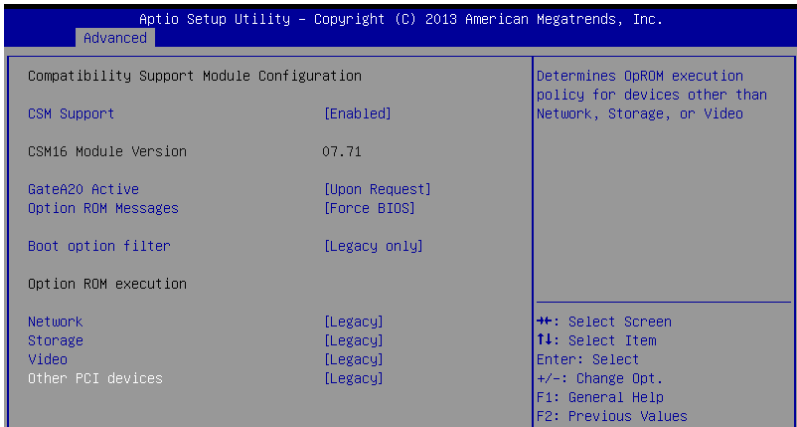 Aptio Setup Utility – Copyright (C) 2013 American Megatrends, Inc.
Advanced
Compatibility Support Module Configuration
CSM Support [Enabled]
CSM16 Module Version 07.71
GateA20 Active [Upon Request]
Option ROM Messages [Force BIOS]
Boot option filter [Legacy only]
Option ROM execution
Network [Legacy]
Storage [Legacy]
Video [Legacy]
Other PCI devices [Legacy]
Determines OpROM execution
policy for devices other than
Network, Storage, or Video
→←: Select Screen
↑↓: Select Item
Enter: Select
+/-: Change Opt.
F1: General Help
F2: Previous Values